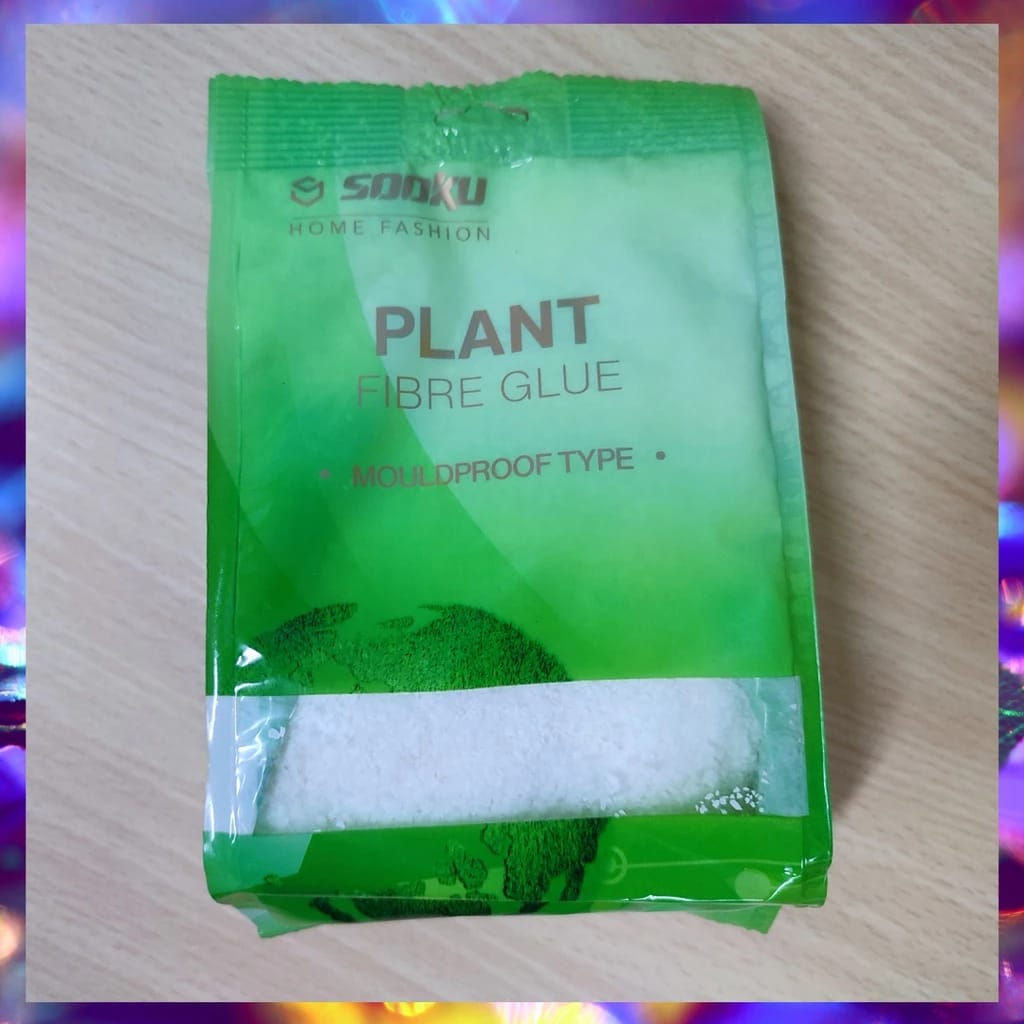 SOOKU
HOME FASHION
PLANT
FIBRE GLUE
• MOULDPROOF TYPE •